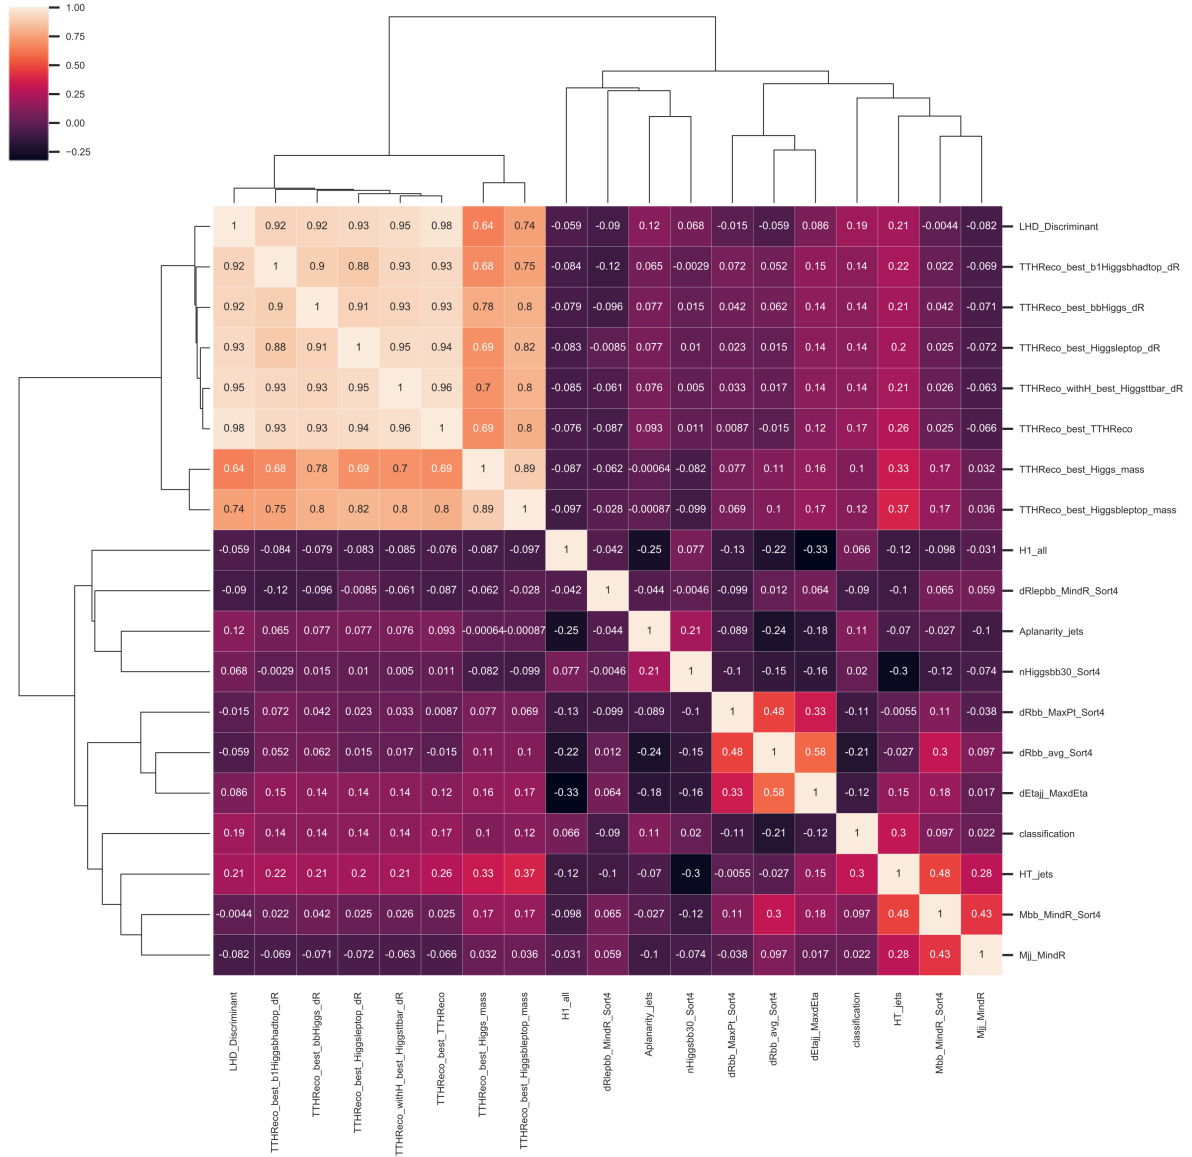 1.00
0.75
0.50
0.25
0.00
−0.25
1 0.92 0.92 0.93 0.95 0.98 0.64 0.74 -0.059 -0.09 0.12 0.068 -0.015 -0.059 0.086 0.19 0.21 -0.0044 -0.082 LHD_Discriminant
0.92 1 0.9 0.88 0.93 0.93 0.68 0.75 -0.084 -0.12 0.065 -0.0029 0.072 0.052 0.15 0.14 0.22 0.022 -0.069 TTHReco_best_b1Higgsbhadtop_dR
0.92 0.9 1 0.91 0.93 0.93 0.78 0.8 -0.079 -0.096 0.077 0.015 0.042 0.062 0.14 0.14 0.21 0.042 -0.071 TTHReco_best_bbHiggs_dR
0.93 0.88 0.91 1 0.95 0.94 0.69 0.82 -0.083 -0.0085 0.077 0.01 0.023 0.015 0.14 0.14 0.2 0.025 -0.072 TTHReco_best_Higgsleptop_dR
0.95 0.93 0.93 0.95 1 0.96 0.7 0.8 -0.085 -0.061 0.076 0.005 0.033 0.017 0.14 0.14 0.21 0.026 -0.063 TTHReco_withH_best_Higgsttbar_dR
0.98 0.93 0.93 0.94 0.96 1 0.69 0.8 -0.076 -0.087 0.093 0.011 0.0087 -0.015 0.12 0.17 0.26 0.025 -0.066 TTHReco_best_TTHReco
0.64 0.68 0.78 0.69 0.7 0.69 1 0.89 -0.087 -0.062 -0.00064 -0.082 0.077 0.11 0.16 0.1 0.33 0.17 0.032 TTHReco_best_Higgs_mass
0.74 0.75 0.8 0.82 0.8 0.8 0.89 1 -0.097 -0.028 -0.00087 -0.099 0.069 0.1 0.17 0.12 0.37 0.17 0.036 TTHReco_best_Higgsbleptop_mass
-0.059 -0.084 -0.079 -0.083 -0.085 -0.076 -0.087 -0.097 1 -0.042 -0.25 0.077 -0.13 -0.22 -0.33 0.066 -0.12 -0.098 -0.031 H1_all
-0.09 -0.12 -0.096 -0.0085 -0.061 -0.087 -0.062 -0.028 -0.042 1 -0.044 -0.0046 -0.099 0.012 0.064 -0.09 -0.1 0.065 0.059 dRlepbb_MindR_Sort4
0.12 0.065 0.077 0.077 0.076 0.093 -0.00064 -0.00087 -0.25 -0.044 1 0.21 -0.089 -0.24 -0.18 0.11 -0.07 -0.027 -0.1 Aplanarity_jets
0.068 -0.0029 0.015 0.01 0.005 0.011 -0.082 -0.099 0.077 -0.0046 0.21 1 -0.1 -0.15 -0.16 0.02 -0.3 -0.12 -0.074 nHiggsbb30_Sort4
-0.015 0.072 0.042 0.023 0.033 0.0087 0.077 0.069 -0.13 -0.099 -0.089 -0.1 1 0.48 0.33 -0.11 -0.0055 0.11 -0.038 dRbb_MaxPt_Sort4
-0.059 0.052 0.062 0.015 0.017 -0.015 0.11 0.1 -0.22 0.012 -0.24 -0.15 0.48 1 0.58 -0.21 -0.027 0.3 0.097 dRbb_avg_Sort4
0.086 0.15 0.14 0.14 0.14 0.12 0.16 0.17 -0.33 0.064 -0.18 -0.16 0.33 0.58 1 -0.12 0.15 0.18 0.017 dEtajj_MaxdEta
0.19 0.14 0.14 0.14 0.14 0.17 0.1 0.12 0.066 -0.09 0.11 0.02 -0.11 -0.21 -0.12 1 0.3 0.097 0.022 classification
0.21 0.22 0.21 0.2 0.21 0.26 0.33 0.37 -0.12 -0.1 -0.07 -0.3 -0.0055 -0.027 0.15 0.3 1 0.48 0.28 HT_jets
-0.0044 0.022 0.042 0.025 0.026 0.025 0.17 0.17 -0.098 0.065 -0.027 -0.12 0.11 0.3 0.18 0.097 0.48 1 0.43 Mbb_MindR_Sort4
-0.082 -0.069 -0.071 -0.072 -0.063 -0.066 0.032 0.036 -0.031 0.059 -0.1 -0.074 -0.038 0.097 0.017 0.022 0.28 0.43 1 Mjj_MindR
LHD_Discriminant
TTHReco_best_b1Higgsbhadtop_dR
TTHReco_best_bbHiggs_dR
TTHReco_best_Higgsleptop_dR
TTHReco_withH_best_Higgsttbar_dR
TTHReco_best_TTHReco
TTHReco_best_Higgs_mass
TTHReco_best_Higgsbleptop_mass
H1_all
dRlepbb_MindR_Sort4
Aplanarity_jets
nHiggsbb30_Sort4
dRbb_MaxPt_Sort4
dRbb_avg_Sort4
dEtajj_MaxdEta
classification
HT_jets
Mbb_MindR_Sort4
Mjj_MindR